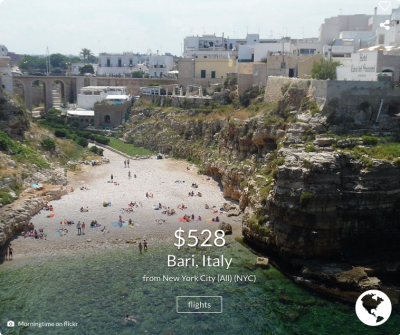 $528
Bari, Italy
from New York City (All) (NYC)
flights
Morningtime on flickr